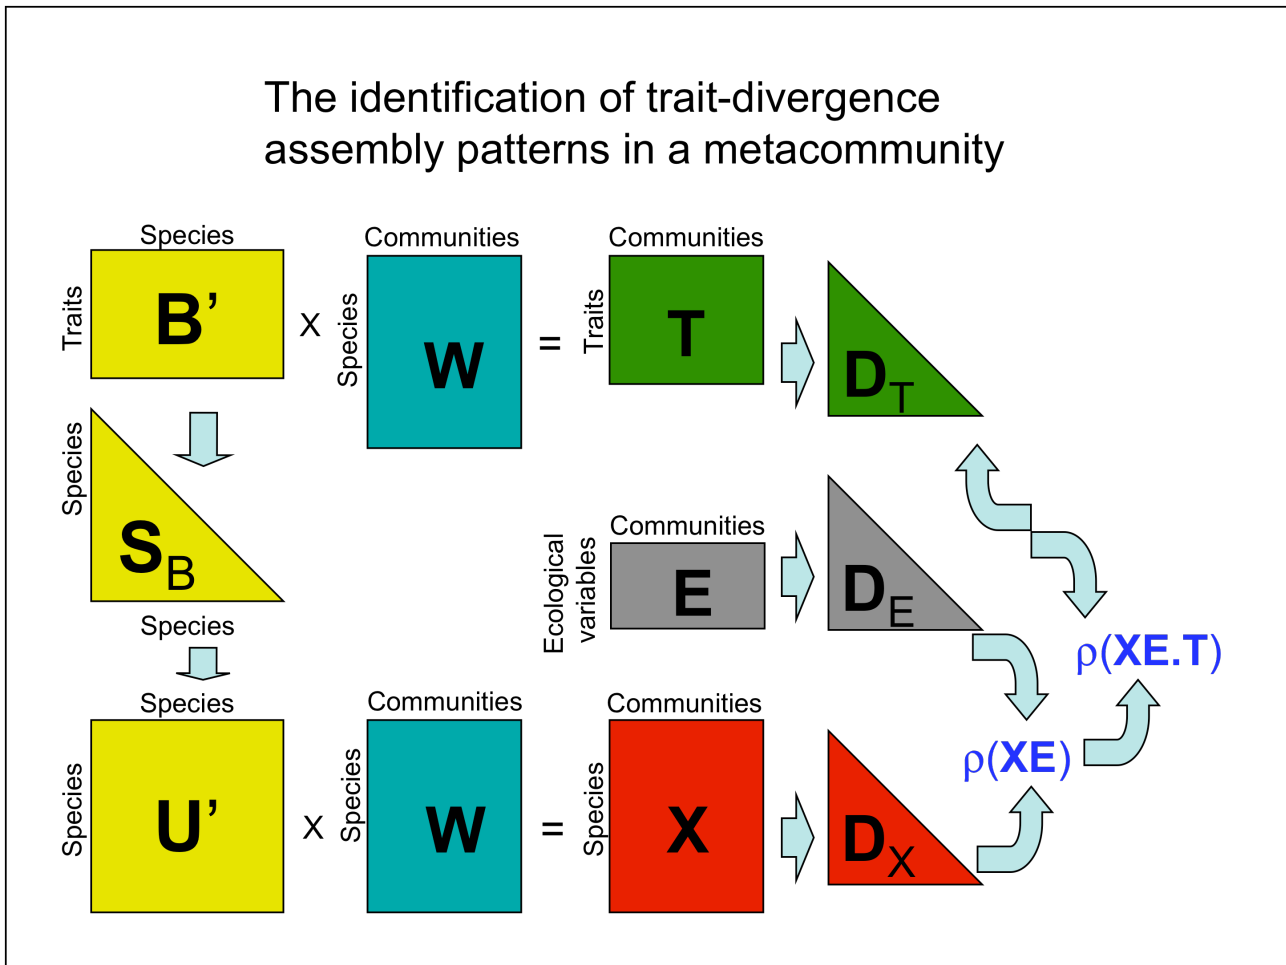 The identification of trait-divergence
assembly patterns in a metacommunity
Species
Communities
Communities
Traits
B’
X
Species
W
=
Traits
T
D_T
Species
S_B
Species
Communities
Ecological
variables
E
D_E
ρ(XE.T)
Species
Communities
Communities
Species
U’
X
Species
W
=
Species
X
D_X
ρ(XE)